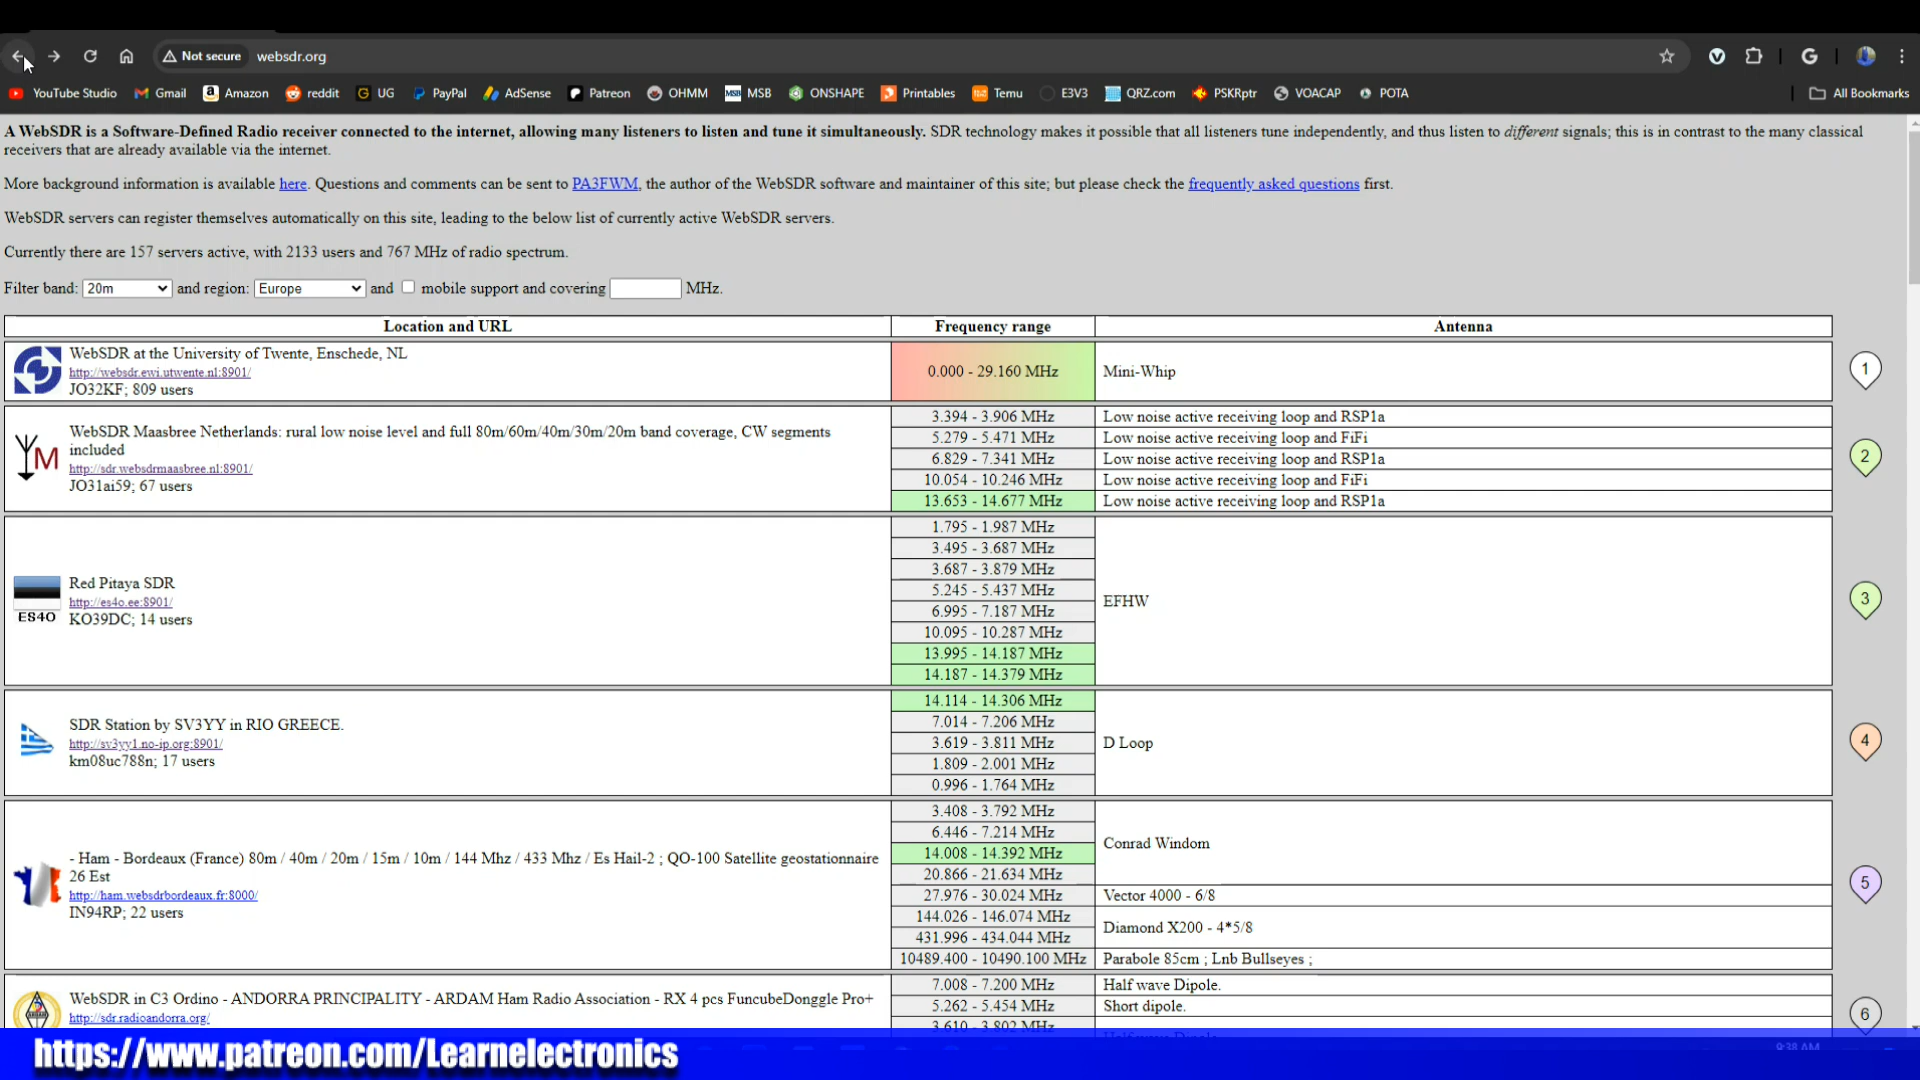 Not secure websdr.org
YouTube Studio Gmail Amazon reddit UG PayPal AdSense Patreon OHMM MSB ONSHAPE Printables Temu E3V3 QRZ.com PSKRptr VOACAP POTA All Bookmarks
A WebSDR is a Software-Defined Radio receiver connected to the internet, allowing many listeners to listen and tune it simultaneously. SDR technology makes it possible that all listeners tune independently, and thus listen to different signals; this is in contrast to the many classical
receivers that are already available via the internet.
More background information is available here. Questions and comments can be sent to PA3FWM, the author of the WebSDR software and maintainer of this site; but please check the frequently asked questions first.
WebSDR servers can register themselves automatically on this site, leading to the below list of currently active WebSDR servers.
Currently there are 157 servers active, with 2133 users and 767 MHz of radio spectrum.
Filter band: 20m and region: Europe and mobile support and covering MHz.
Location and URL Frequency range Antenna
WebSDR at the University of Twente, Enschede, NL
http://websdr.ewi.utwente.nl:8901/
JO32KF; 809 users
0.000 - 29.160 MHz Mini-Whip
1
WebSDR Maasbree Netherlands: rural low noise level and full 80m/60m/40m/30m/20m band coverage, CW segments
included
http://sdr.websdrmaasbree.nl:8901/
JO31ai59; 67 users
3.394 - 3.906 MHz Low noise active receiving loop and RSP1a
5.279 - 5.471 MHz Low noise active receiving loop and FiFi
6.829 - 7.341 MHz Low noise active receiving loop and RSP1a
10.054 - 10.246 MHz Low noise active receiving loop and FiFi
13.653 - 14.677 MHz Low noise active receiving loop and RSP1a
2
ES4O
Red Pitaya SDR
http://es4o.ee:8901/
KO39DC; 14 users
1.795 - 1.987 MHz
3.495 - 3.687 MHz
3.687 - 3.879 MHz
5.245 - 5.437 MHz
6.995 - 7.187 MHz
10.095 - 10.287 MHz
13.995 - 14.187 MHz
14.187 - 14.379 MHz
EFHW
3
SDR Station by SV3YY in RIO GREECE.
http://sv3yy1.no-ip.org:8901/
km08uc788n; 17 users
14.114 - 14.306 MHz
7.014 - 7.206 MHz
3.619 - 3.811 MHz
1.809 - 2.001 MHz
0.996 - 1.764 MHz
D Loop
4
- Ham - Bordeaux (France) 80m / 40m / 20m / 15m / 10m / 144 Mhz / 433 Mhz / Es Hail-2 ; QO-100 Satellite geostationnaire
26 Est
http://ham.websdrbordeaux.fr:8000/
IN94RP; 22 users
3.408 - 3.792 MHz
6.446 - 7.214 MHz
14.008 - 14.392 MHz
20.866 - 21.634 MHz
Conrad Windom
27.976 - 30.024 MHz Vector 4000 - 6/8
144.026 - 146.074 MHz
431.996 - 434.044 MHz
Diamond X200 - 4*5/8
10489.400 - 10490.100 MHz Parabole 85cm ; Lnb Bullseyes ;
5
WebSDR in C3 Ordino - ANDORRA PRINCIPALITY - ARDAM Ham Radio Association - RX 4 pcs FuncubeDonggle Pro+
http://sdr.radioandorra.org/
7.008 - 7.200 MHz Half wave Dipole.
5.262 - 5.454 MHz Short dipole.
3.610 - 3.802 MHz
6
https://www.patreon.com/Learnelectronics
9:38 AM